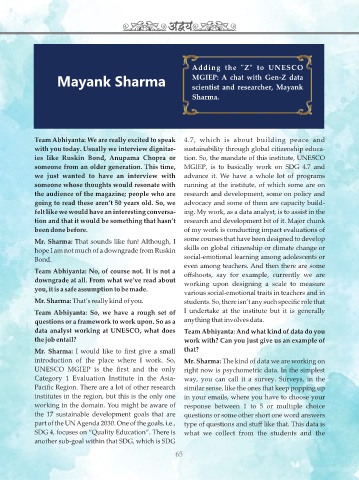 अद्वय
Mayank Sharma
Adding the "Z" to UNESCO
MGIEP: A chat with Gen-Z data
scientist and researcher, Mayank
Sharma.
Team Abhiyanta: We are really excited to speak
with you today. Usually we interview dignitar-
ies like Ruskin Bond, Anupama Chopra or
someone from an older generation. This time,
we just wanted to have an interview with
someone whose thoughts would resonate with
the audience of the magazine; people who are
going to read these aren't 50 years old. So, we
felt like we would have an interesting conversa-
tion and that it would be something that hasn't
been done before.
Mr. Sharma: That sounds like fun! Although, I
hope I am not much of a downgrade from Ruskin
Bond.
Team Abhiyanta: No, of course not. It is not a
downgrade at all. From what we've read about
you, it is a safe assumption to be made.
Mr. Sharma: That's really kind of you.
Team Abhiyanta: So, we have a rough set of
questions or a framework to work upon. So as a
data analyst working at UNESCO, what does
the job entail?
Mr. Sharma: I would like to first give a small
introduction of the place where I work. So,
UNESCO MGIEP is the first and the only
Category 1 Evaluation Institute in the Asia-
Pacific Region. There are a lot of other research
institutes in the region, but this is the only one
working in the domain. You might be aware of
the 17 sustainable development goals that are
part of the UN Agenda 2030. One of the goals, i.e.,
SDG 4, focuses on "Quality Education". There is
another sub-goal within that SDG, which is SDG
4.7, which is about building peace and
sustainability through global citizenship educa-
tion. So, the mandate of this institute, UNESCO
MGIEP, is to basically work on SDG 4.7 and
advance it. We have a whole lot of programs
running at the institute, of which some are on
research and development, some on policy and
advocacy and some of them are capacity build-
ing. My work, as a data analyst, is to assist in the
research and development bit of it. Major chunk
of my work is conducting impact evaluations of
some courses that have been designed to develop
skills on global citizenship or climate change or
social-emotional learning among adolescents or
even among teachers. And then there are some
offshoots, say for example, currently we are
working upon designing a scale to measure
various social-emotional traits in teachers and in
students. So, there isn't any such specific role that
I undertake at the institute but it is generally
anything that involves data.
Team Abhiyanta: And what kind of data do you
work with? Can you just give us an example of
that?
Mr. Sharma: The kind of data we are working on
right now is psychometric data. In the simplest
way, you can call it a survey. Surveys, in the
similar sense, like the ones that keep popping up
in your emails, where you have to choose your
response between 1 to 5 or multiple choice
questions or some other short one word answers
type of questions and stuff like that. This data is
what we collect from the students and the
65